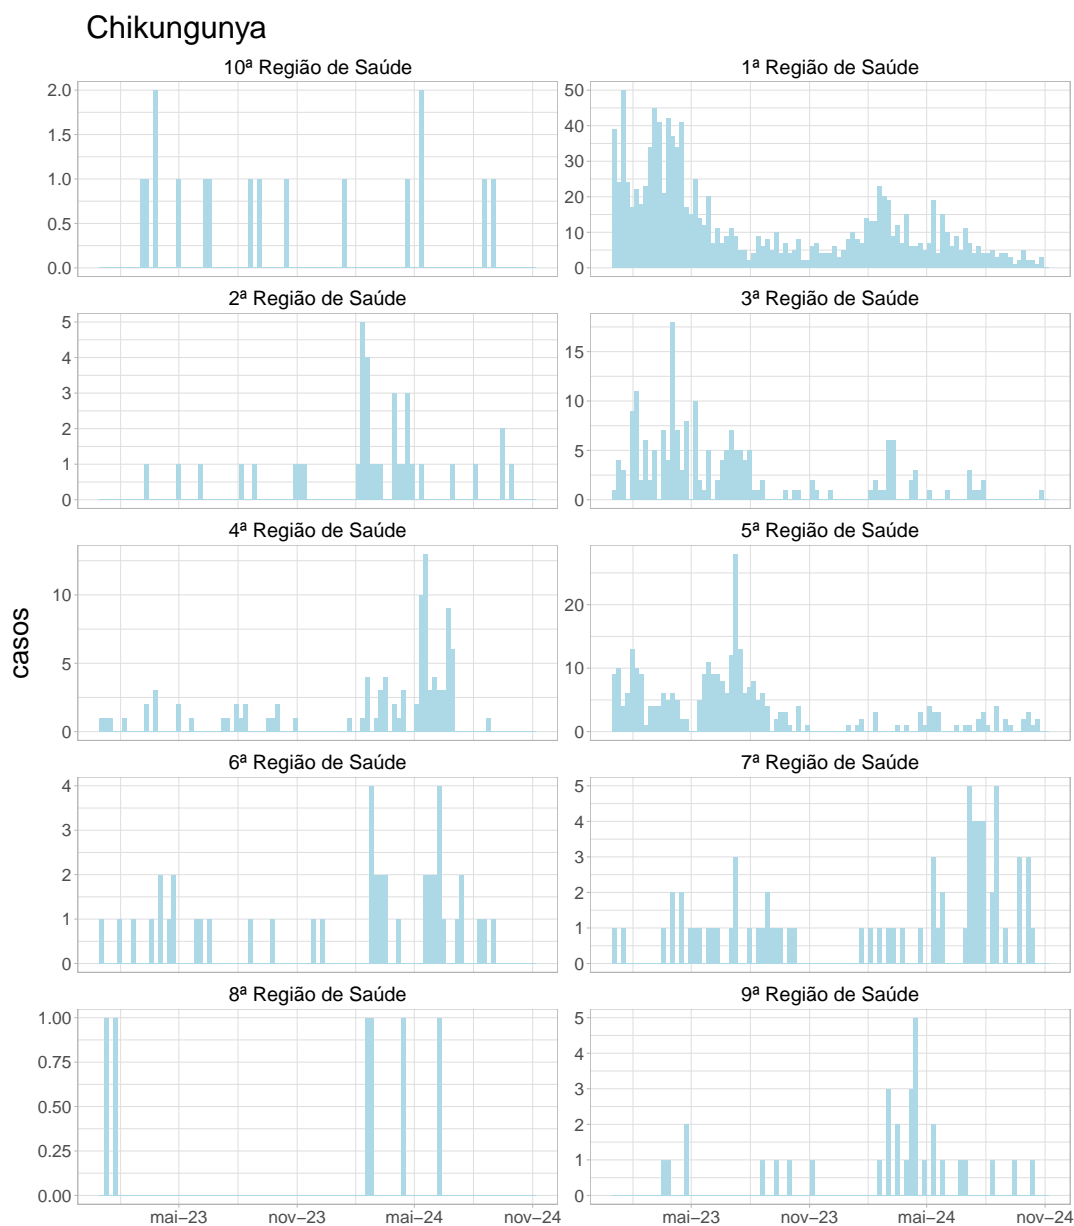 Chikungunya
10ª Região de Saúde
1ª Região de Saúde
2.0
1.5
1.0
0.5
0.0
50
40
30
20
10
0
2ª Região de Saúde
3ª Região de Saúde
5
4
3
2
1
0
15
10
5
0
4ª Região de Saúde
5ª Região de Saúde
10
5
0
20
10
0
casos
6ª Região de Saúde
7ª Região de Saúde
4
3
2
1
0
5
4
3
2
1
0
8ª Região de Saúde
9ª Região de Saúde
1.00
0.75
0.50
0.25
0.00
5
4
3
2
1
0
mai−23
nov−23
mai−24
nov−24
mai−23
nov−23
mai−24
nov−24